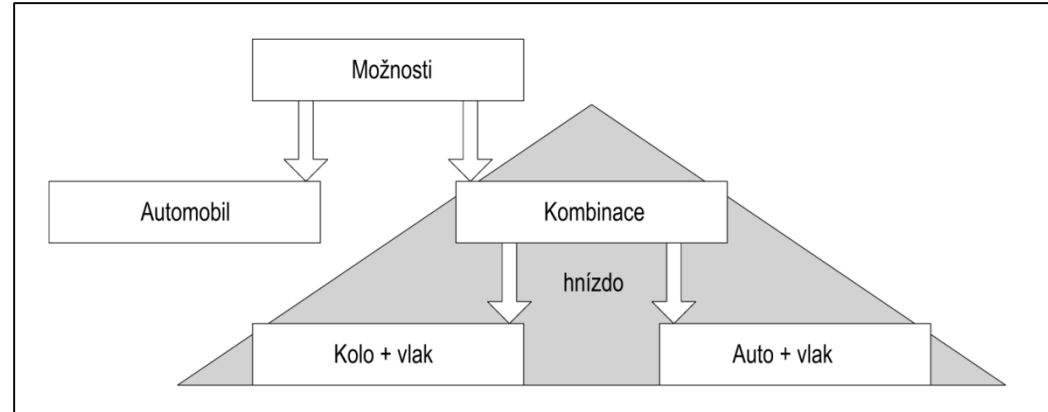 Možnosti
Automobil
Kombinace
hnízdo
Kolo + vlak
Auto + vlak